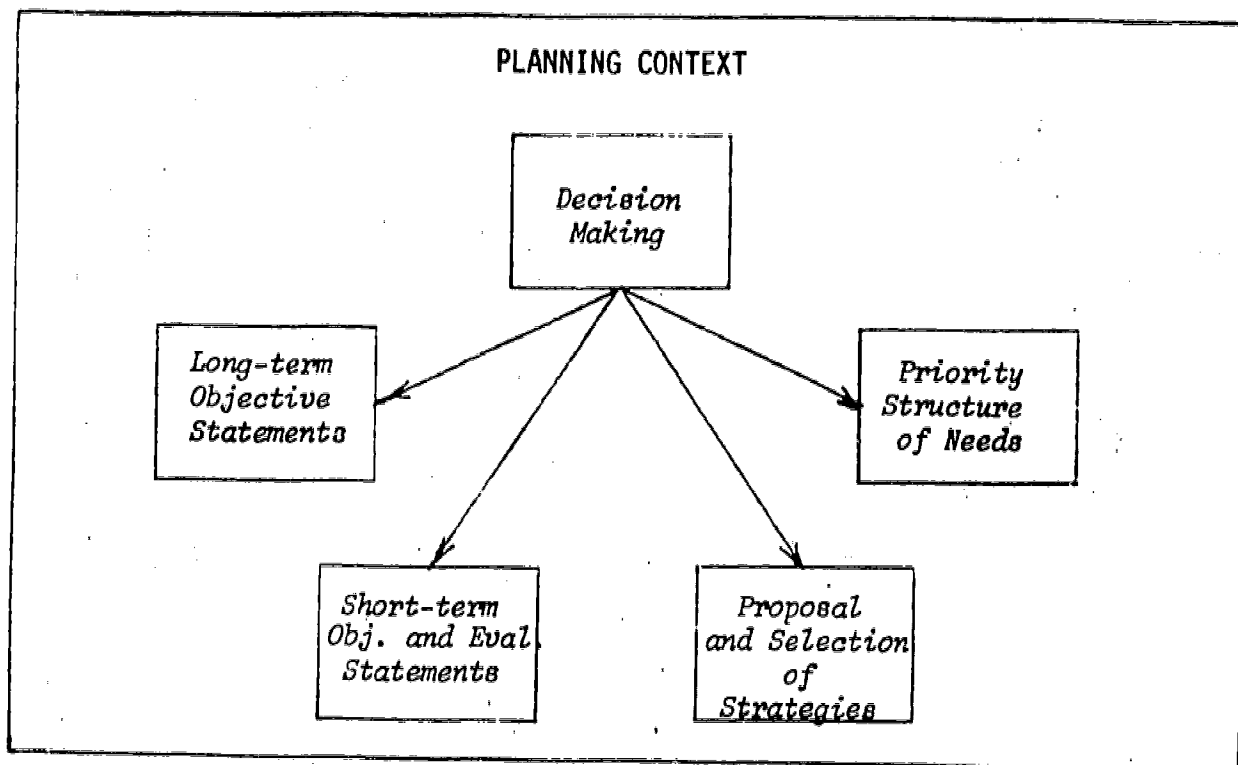 PLANNING CONTEXT
Decision
Making
Long-term
Objective
Statements
Priority
Structure
of Needs
Short-term
Obj. and Eval.
Statements
Proposal
and Selection
of
Strategies